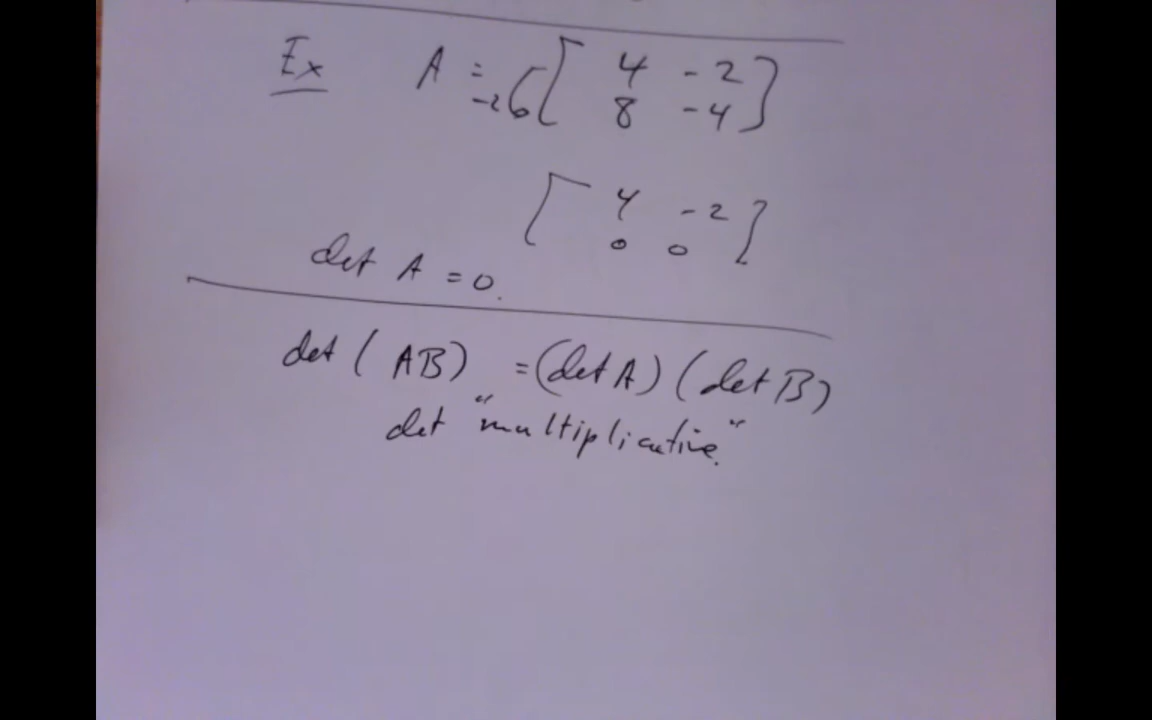 Ex A = [ 4 -2 ]
-2 [ 8 -4 ]
[ 4 -2 ]
[ 0 0 ]
det A = 0.
det ( AB ) = (det A) (det B)
det "multiplicative."